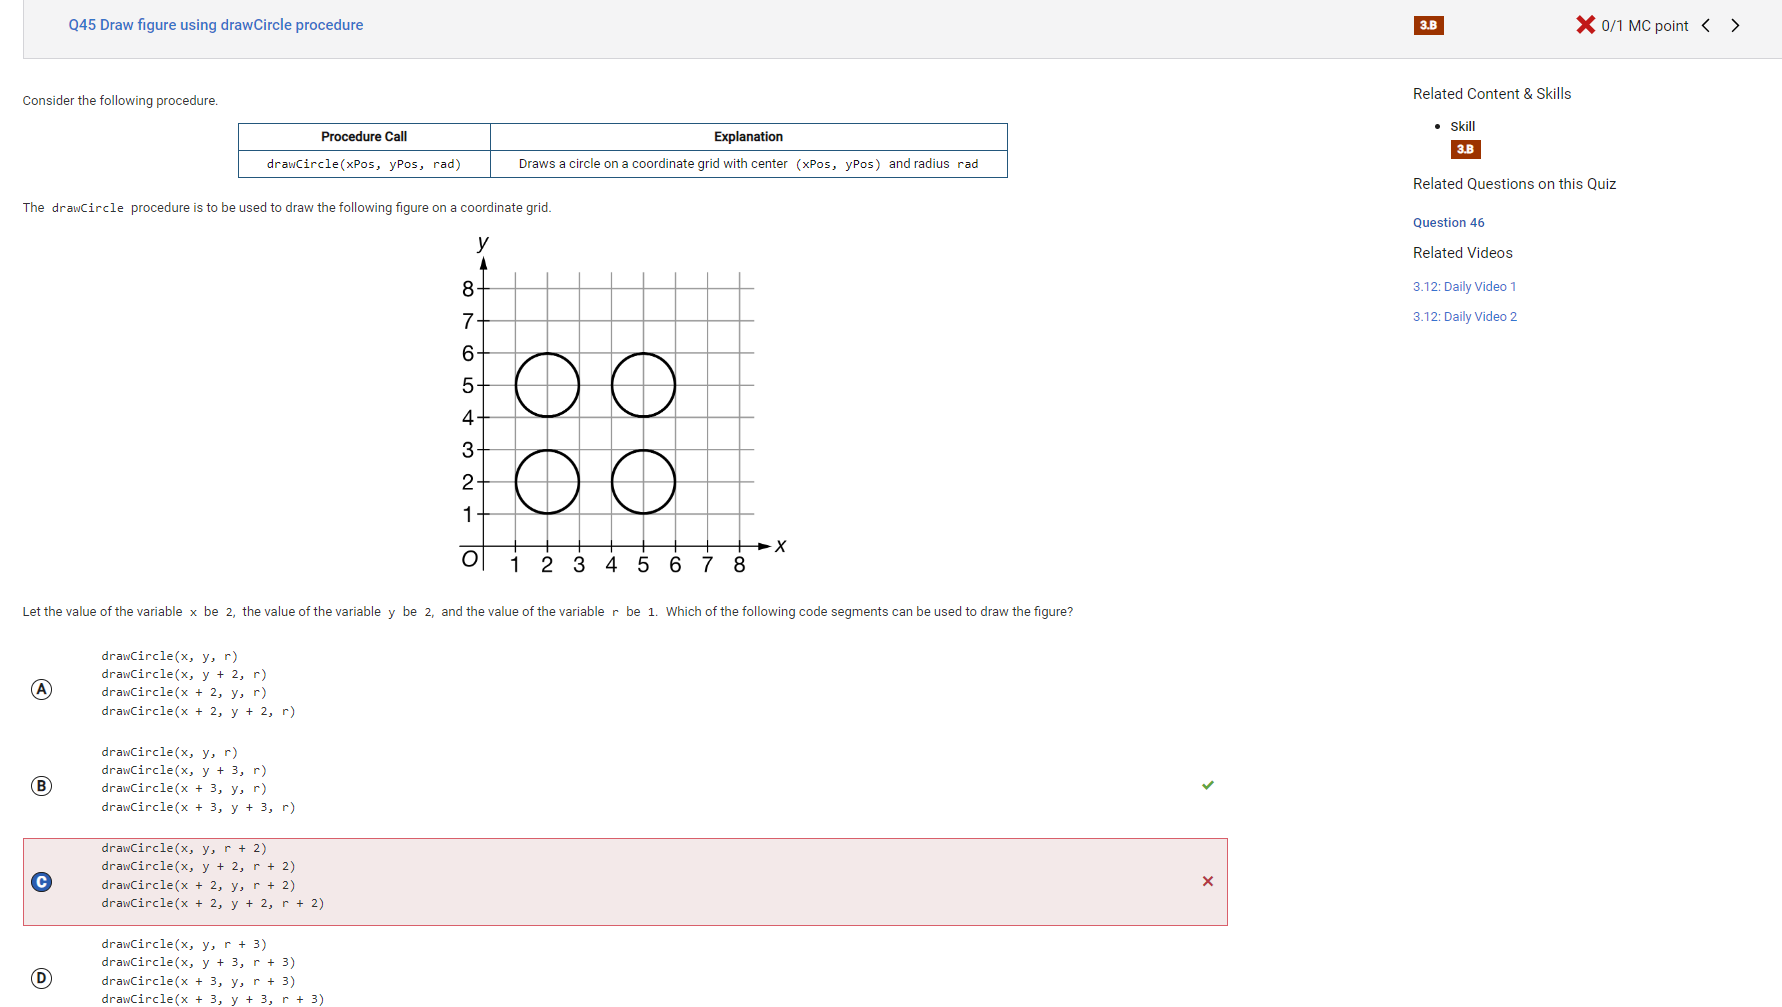 Q45 Draw figure using drawCircle procedure
3.B
0/1 MC point
Consider the following procedure.
Procedure Call Explanation
drawCircle(xPos, yPos, rad) Draws a circle on a coordinate grid with center (xPos, yPos) and radius rad
The drawCircle procedure is to be used to draw the following figure on a coordinate grid.
y
8
7
6
5
4
3
2
1
x
O 1 2 3 4 5 6 7 8
Let the value of the variable x be 2, the value of the variable y be 2, and the value of the variable r be 1. Which of the following code segments can be used to draw the figure?
A
drawCircle(x, y, r)
drawCircle(x, y + 2, r)
drawCircle(x + 2, y, r)
drawCircle(x + 2, y + 2, r)
B
drawCircle(x, y, r)
drawCircle(x, y + 3, r)
drawCircle(x + 3, y, r)
drawCircle(x + 3, y + 3, r)
C
drawCircle(x, y, r + 2)
drawCircle(x, y + 2, r + 2)
drawCircle(x + 2, y, r + 2)
drawCircle(x + 2, y + 2, r + 2)
D
drawCircle(x, y, r + 3)
drawCircle(x, y + 3, r + 3)
drawCircle(x + 3, y, r + 3)
drawCircle(x + 3, y + 3, r + 3)
Related Content & Skills
Skill
3.B
Related Questions on this Quiz
Question 46
Related Videos
3.12: Daily Video 1
3.12: Daily Video 2